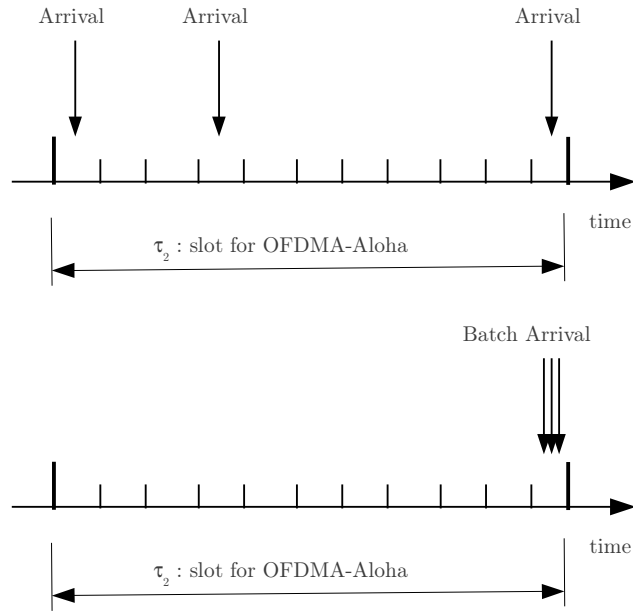 Arrival Arrival Arrival
time
τ₂ : slot for OFDMA-Aloha
Batch Arrival
time
τ₂ : slot for OFDMA-Aloha